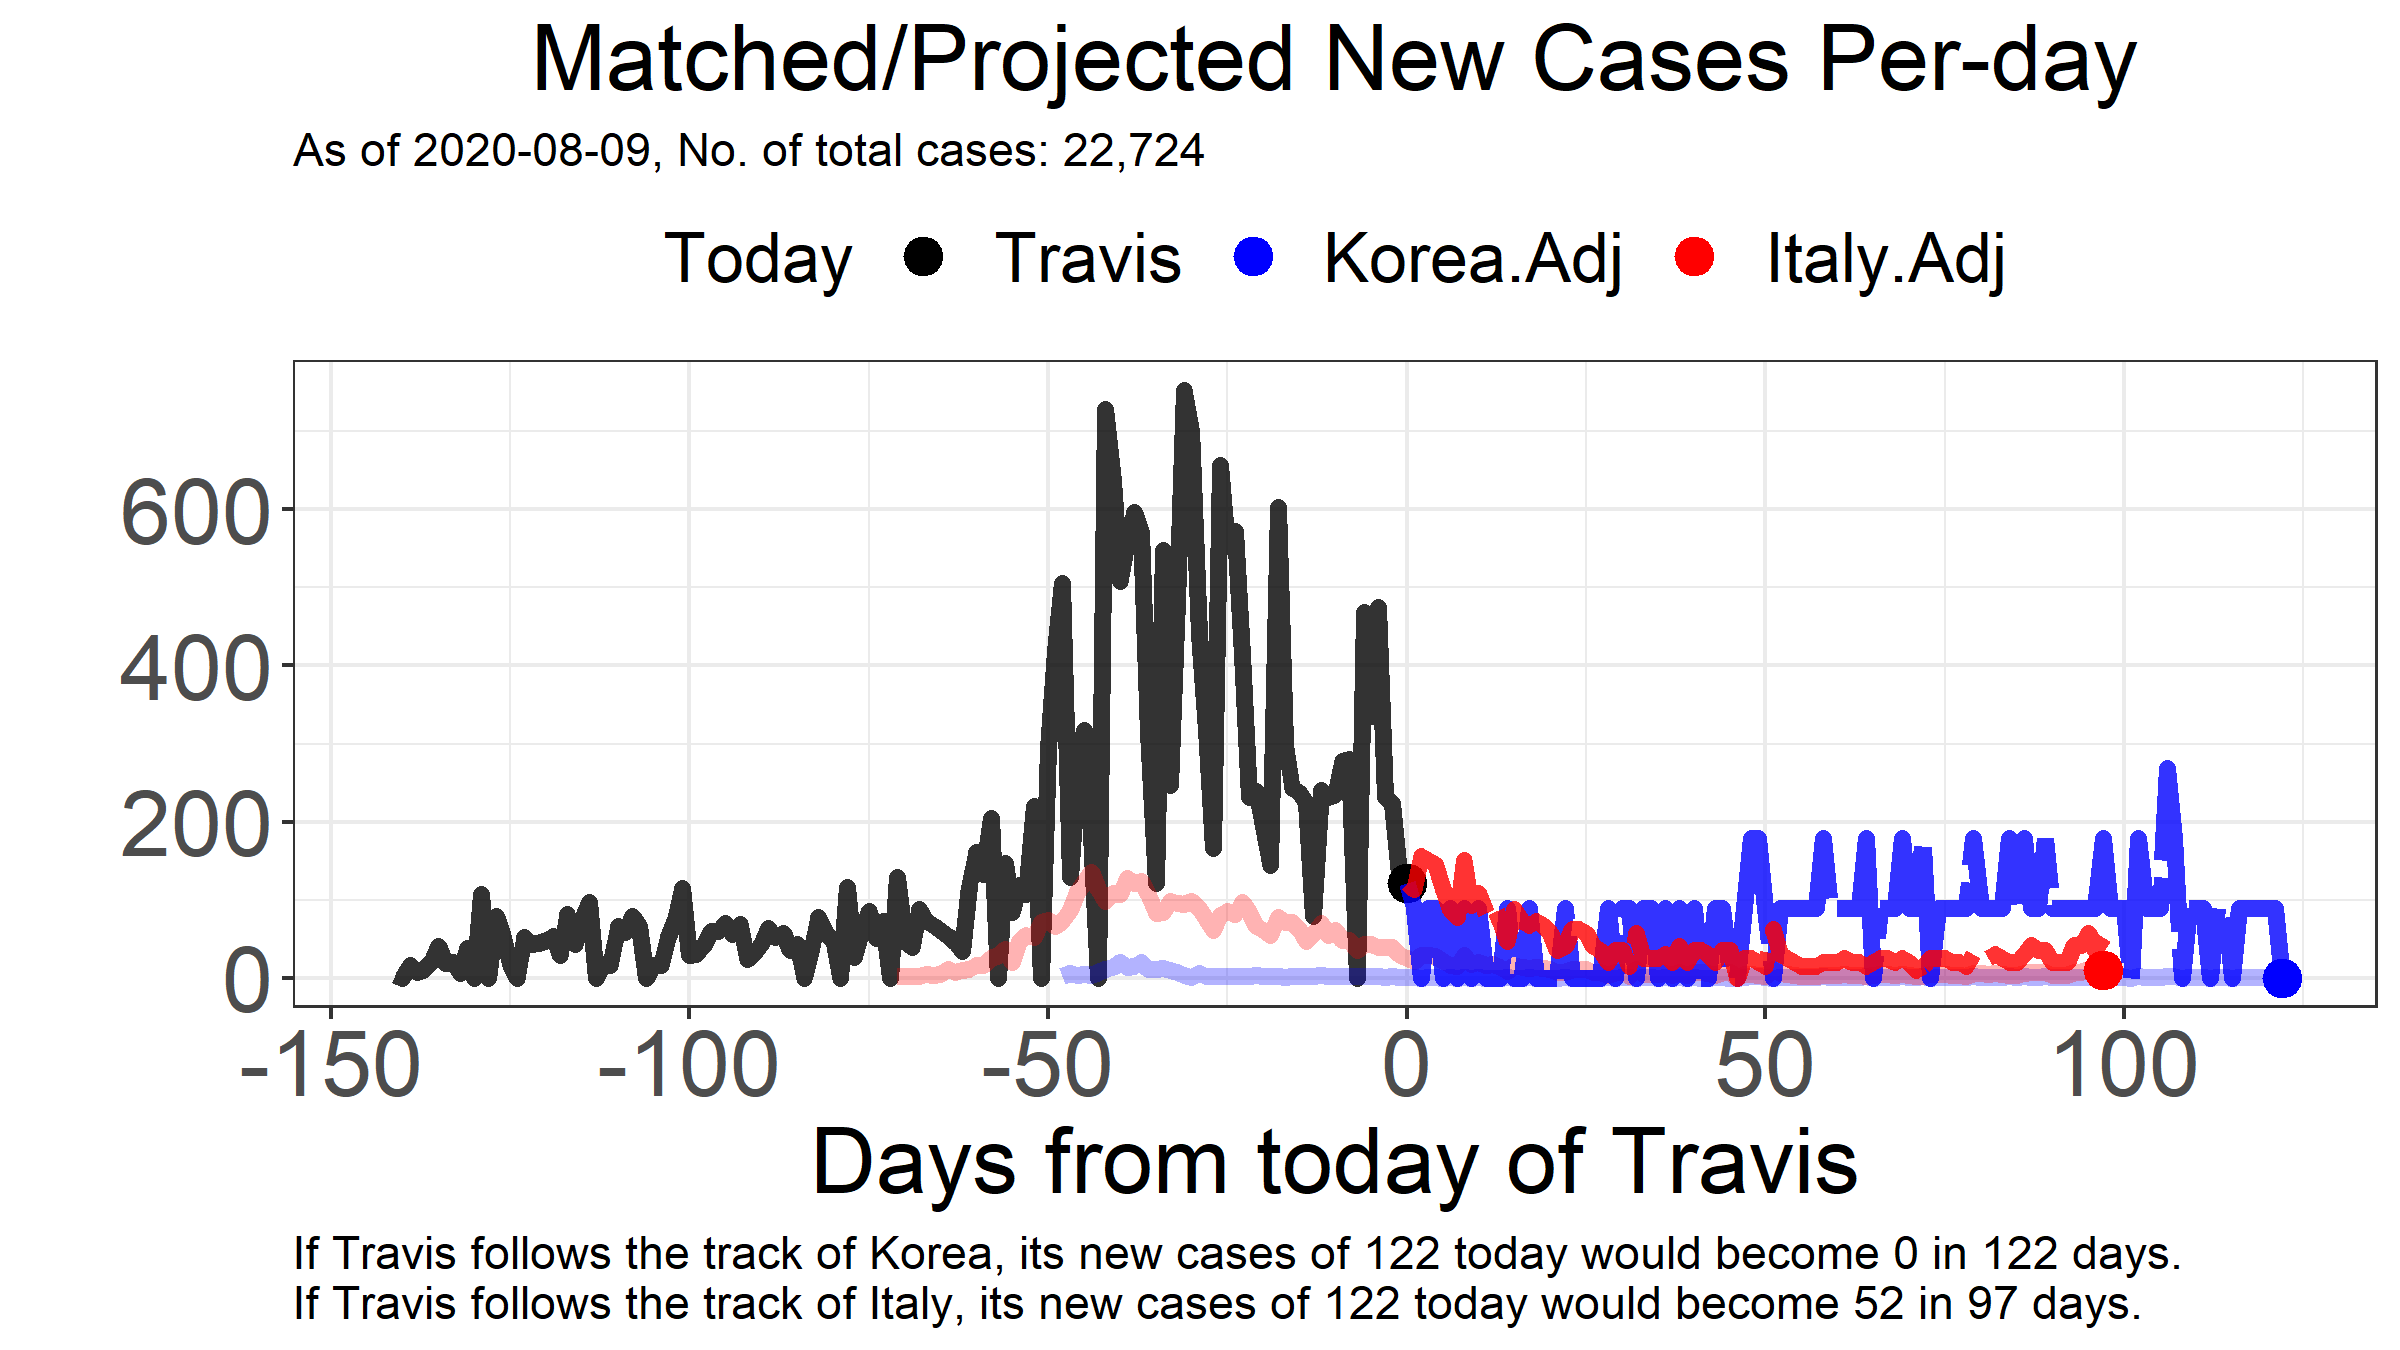 Matched/Projected New Cases Per-day
As of 2020-08-09, No. of total cases: 22,724
Today Travis Korea.Adj Italy.Adj
600
400
200
0
-150 -100 -50 0 50 100
Days from today of Travis
If Travis follows the track of Korea, its new cases of 122 today would become 0 in 122 days.
If Travis follows the track of Italy, its new cases of 122 today would become 52 in 97 days.